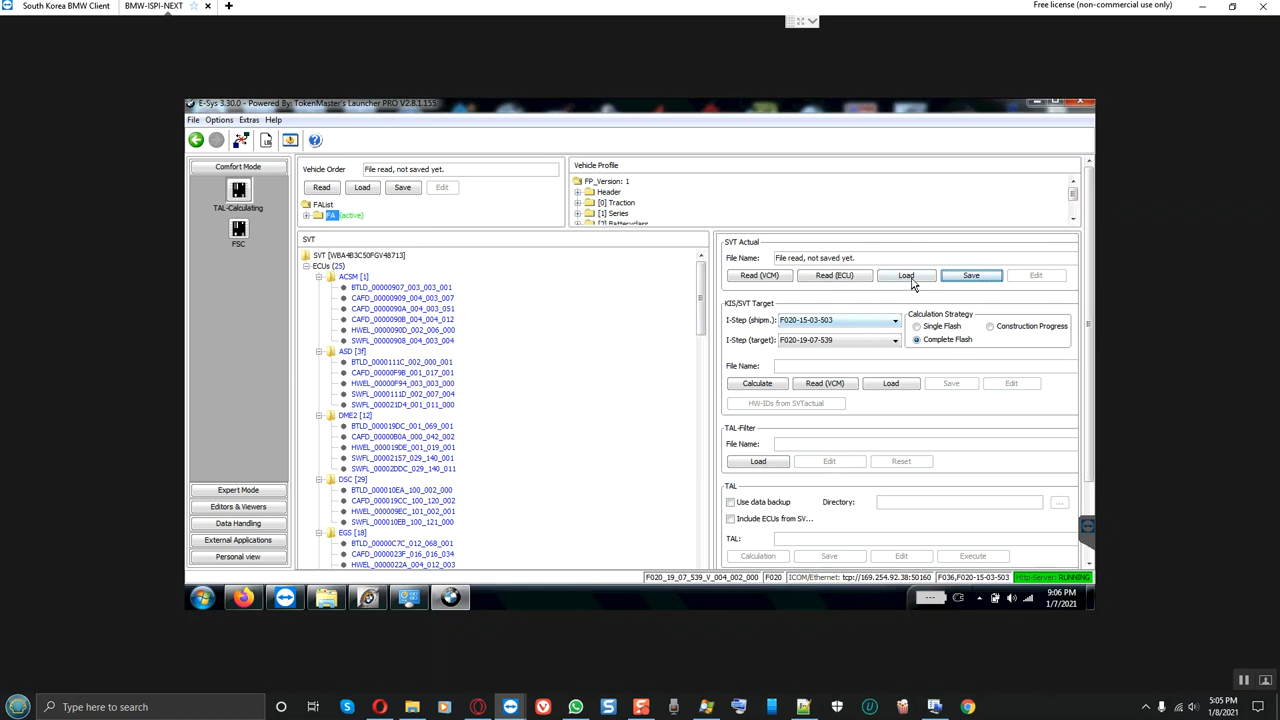 South Korea BMW Client
BMW-ISPI-NEXT
Free license (non-commercial use only)
E-Sys 3.30.0 - Powered By: TokenMaster's Launcher PRO V2.8.1.155
File Options Extras Help
Comfort Mode
TAL-Calculating
FSC
Expert Mode
Editors & Viewers
Data Handling
External Applications
Personal view
Vehicle Order
File read, not saved yet.
Read Load Save Edit
FAList
FA (active)
Vehicle Profile
FP_Version: 1
Header
[0] Traction
[1] Series
[2] Batteryclass
SVT
SVT [WBA4B3C50FGV48713]
ECUs (25)
ACSM [1]
BTLD_00000907_003_003_001
CAFD_00000909_004_003_007
CAFD_0000090A_004_003_051
CAFD_0000090B_004_004_012
HWEL_0000090D_002_006_000
SWFL_00000908_004_003_004
ASD [3f]
BTLD_0000111C_002_000_001
CAFD_00000F9B_001_017_001
HWEL_00000F94_003_003_000
SWFL_0000111D_002_007_004
SWFL_000021D4_001_011_000
DME2 [12]
BTLD_000019DC_001_069_001
CAFD_00000B0A_000_042_002
HWEL_000019DE_001_019_001
SWFL_00002157_029_140_001
SWFL_00002DDC_029_140_011
DSC [29]
BTLD_000010EA_100_002_000
CAFD_000019CC_100_120_002
HWEL_000009EC_101_002_001
SWFL_000010EB_100_121_000
EGS [18]
BTLD_00000C7C_012_068_001
CAFD_0000023F_016_016_034
HWEL_0000022A_004_012_003
SVT Actual
File Name: File read, not saved yet.
Read (VCM) Read (ECU) Load Save Edit
KIS/SVT Target
I-Step (shipm.): F020-15-03-503
I-Step (target): F020-19-07-539
Calculation Strategy
Single Flash Construction Progress
Complete Flash
File Name:
Calculate Read (VCM) Load Save Edit
HW-IDs from SVTactual
TAL-Filter
File Name:
Load Edit Reset
TAL
Use data backup Directory: ...
Include ECUs from SV...
TAL:
Calculation Save Edit Execute
F020_19_07_539_V_004_002_000 F020 ICOM/Ethernet: tcp://169.254.92.38:50160 F036,F020-15-03-503 Http-Server: RUNNING
9:06 PM
1/7/2021
Type here to search
5:05 PM
1/8/2021